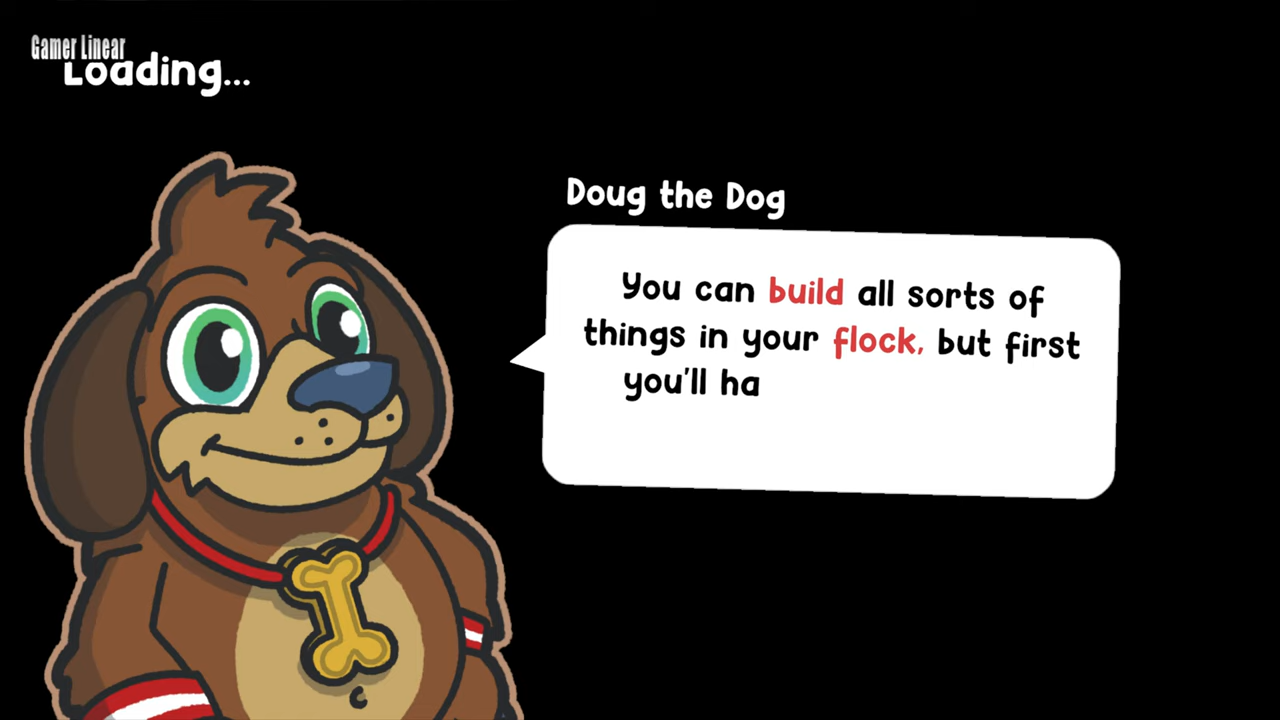 Gamer Linear
Loading...
Doug the Dog
You can build all sorts of
things in your flock, but first
you'll ha